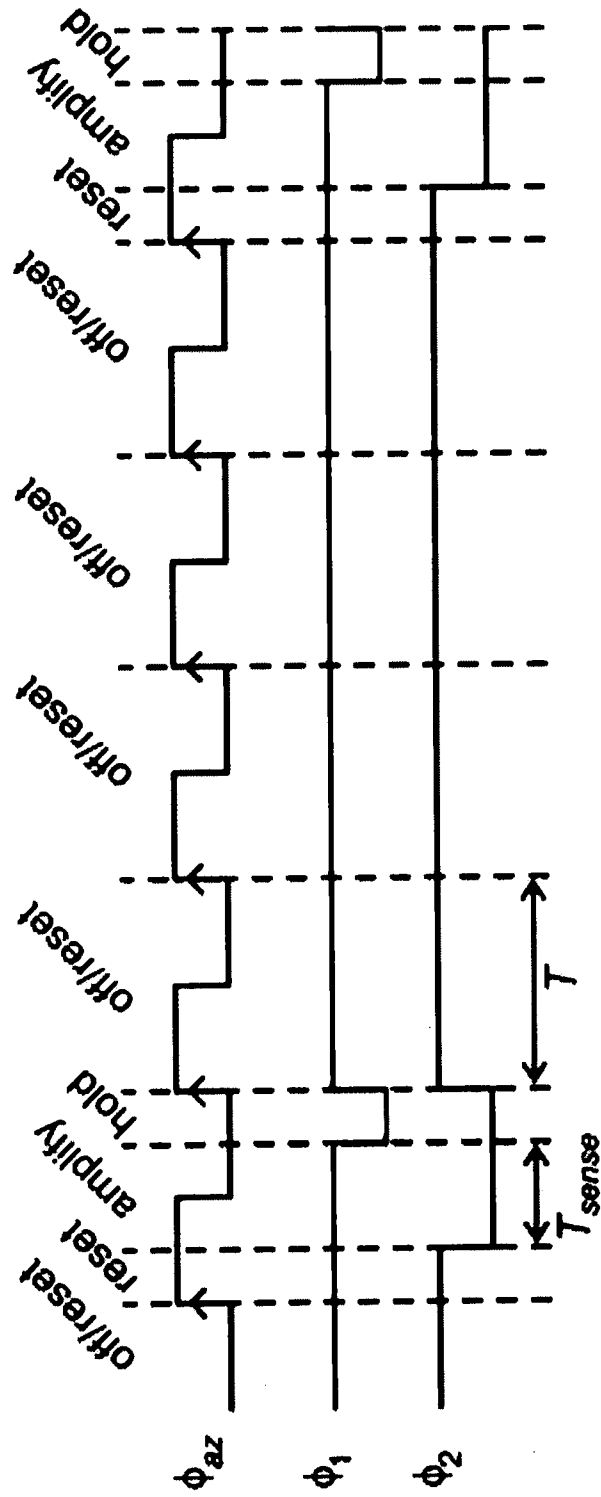 off/reset
reset
amplify
hold
off/reset
off/reset
off/reset
off/reset
reset
amplify
hold
ϕaz
ϕ1
ϕ2
Tsense
T